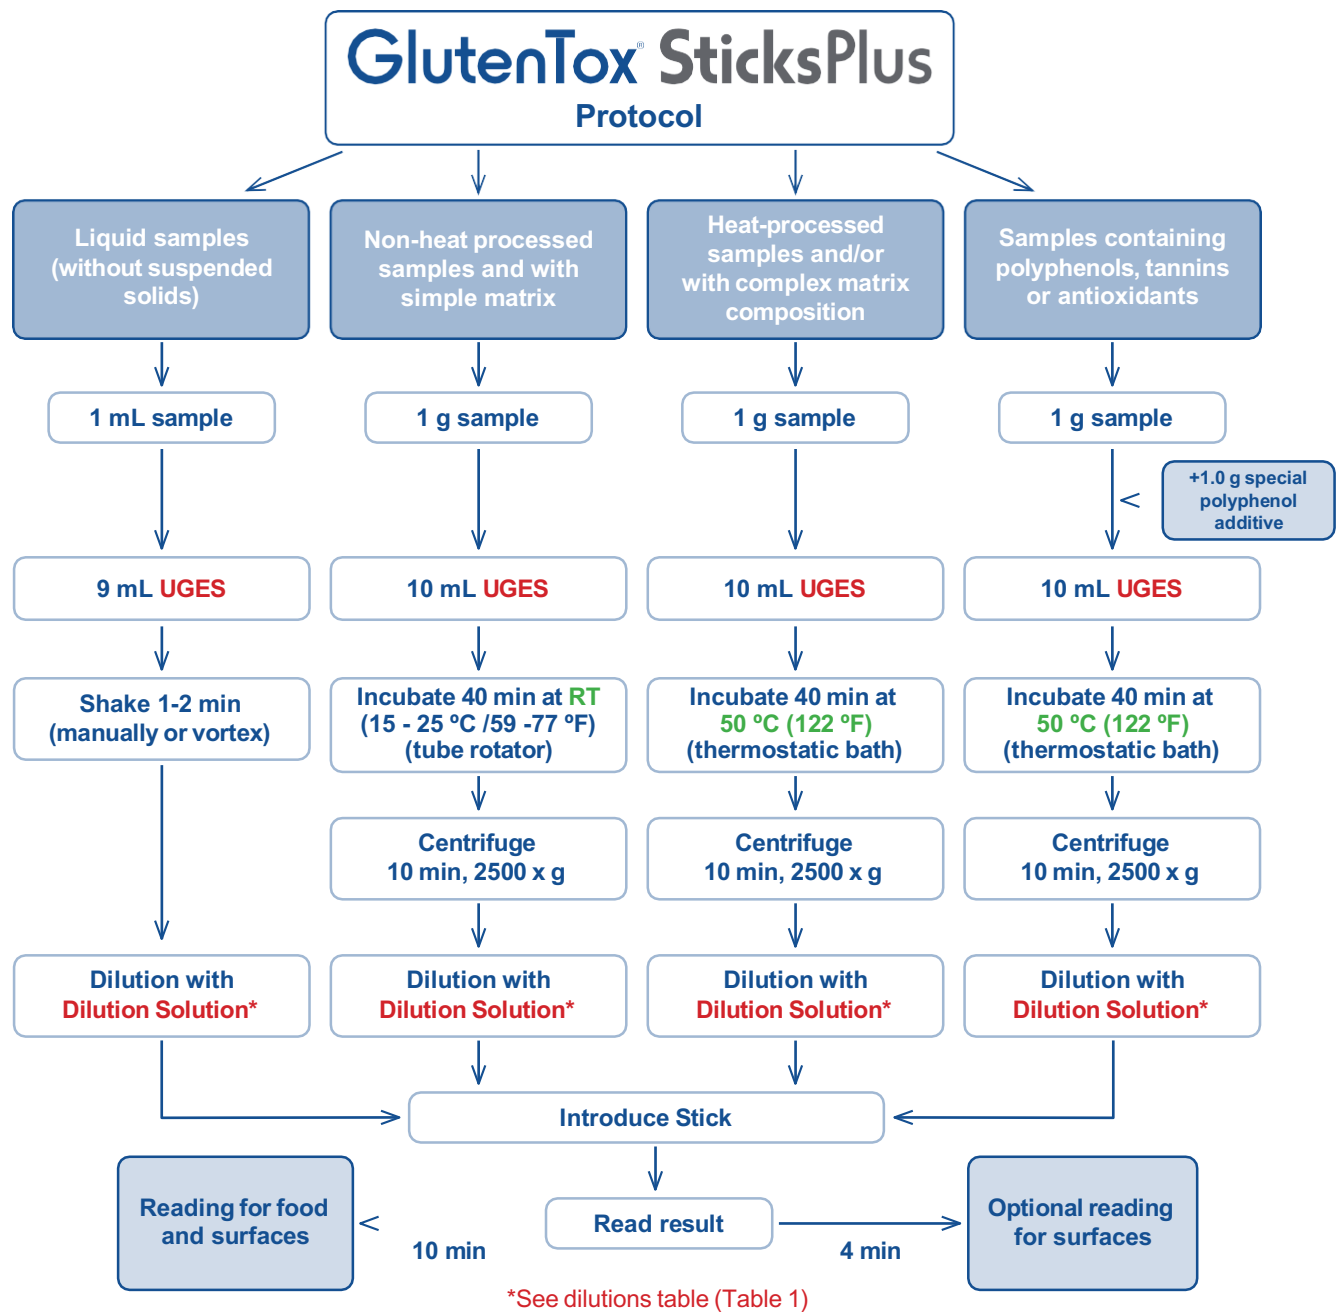 GlutenTox® SticksPlus
Protocol
Liquid samples
(without suspended
solids)
Non-heat processed
samples and with
simple matrix
Heat-processed
samples and/or
with complex matrix
composition
Samples containing
polyphenols, tannins
or antioxidants
1 mL sample
1 g sample
1 g sample
1 g sample
+1.0 g special
polyphenol
additive
9 mL UGES
10 mL UGES
10 mL UGES
10 mL UGES
Shake 1-2 min
(manually or vortex)
Incubate 40 min at RT
(15 - 25 ºC /59 -77 ºF)
(tube rotator)
Incubate 40 min at
50 ºC (122 ºF)
(thermostatic bath)
Incubate 40 min at
50 ºC (122 ºF)
(thermostatic bath)
Centrifuge
10 min, 2500 x g
Centrifuge
10 min, 2500 x g
Centrifuge
10 min, 2500 x g
Dilution with
Dilution Solution*
Dilution with
Dilution Solution*
Dilution with
Dilution Solution*
Dilution with
Dilution Solution*
Introduce Stick
Reading for food
and surfaces
10 min
Read result
4 min
Optional reading
for surfaces
*See dilutions table (Table 1)